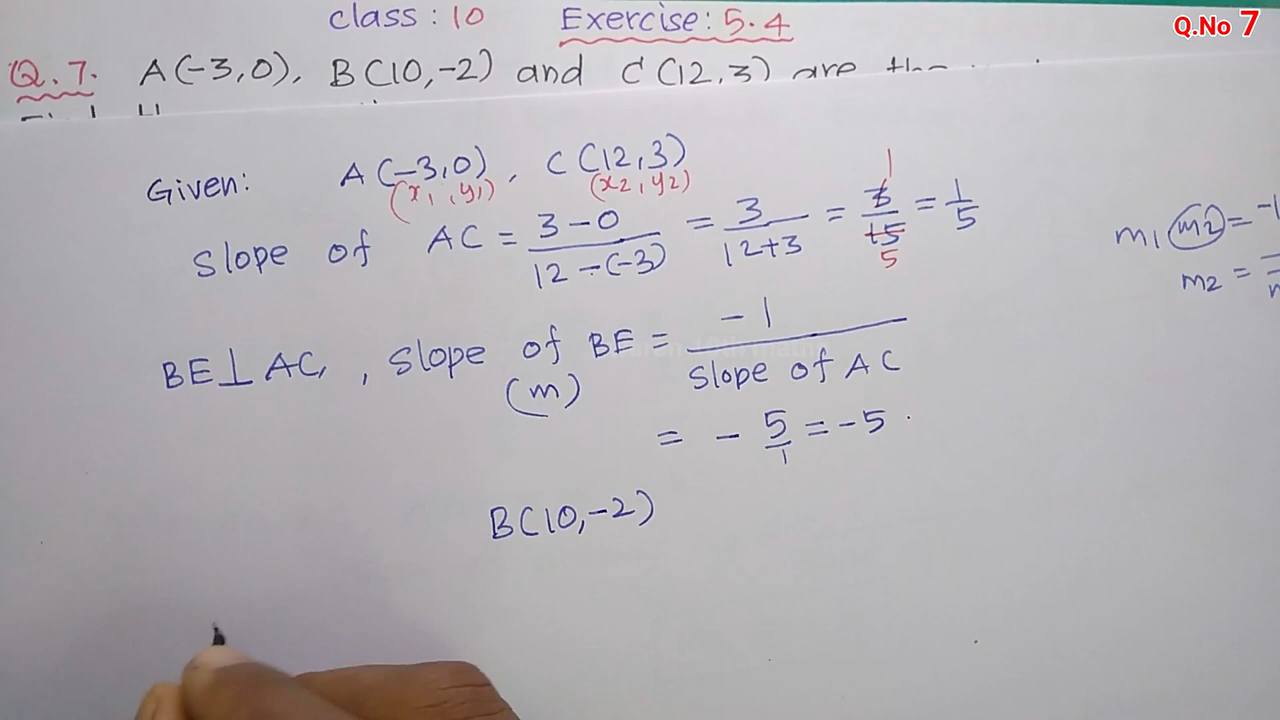 class: 10 Exercise: 5.4
Q.No 7
Q.7. A(-3,0), B(10,-2) and C(12,3) are the
Given: A(-3,0), C(12,3)
(x1, y1) (x2, y2)
Slope of AC = 3-0 / 12-(-3) = 3 / 12+3 = 3/15 = 1/5
1
5
m1 m2 = -1
m2 =
BE⊥AC, , Slope of BE = -1 / Slope of AC
(m)
= - 5/1 = -5.
B(10,-2)